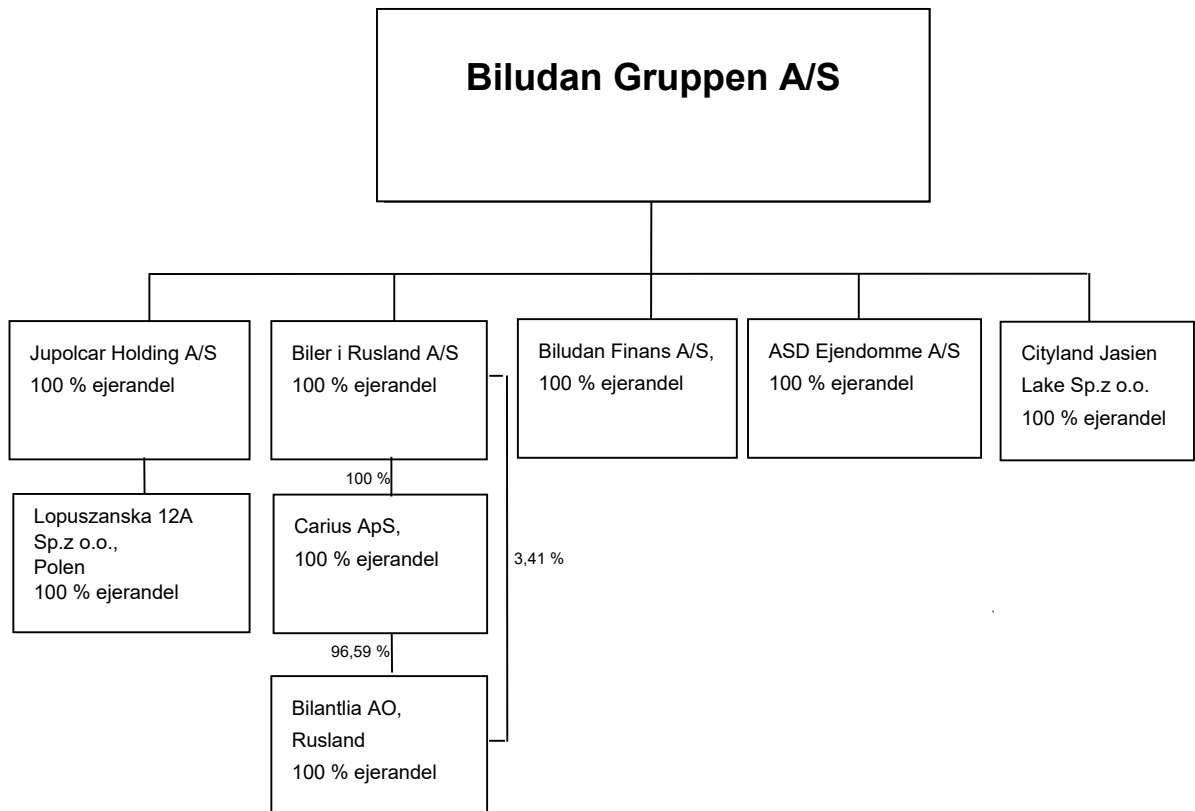 Biludan Gruppen A/S
Jupolcar Holding A/S
100 % ejerandel
Biler i Rusland A/S
100 % ejerandel
Biludan Finans A/S,
100 % ejerandel
ASD Ejendomme A/S
100 % ejerandel
Cityland Jasien
Lake Sp.z o.o.
100 % ejerandel
100 %
Lopuszanska 12A
Sp.z o.o.,
Polen
100 % ejerandel
Carius ApS,
100 % ejerandel
3,41 %
96,59 %
Bilantlia AO,
Rusland
100 % ejerandel